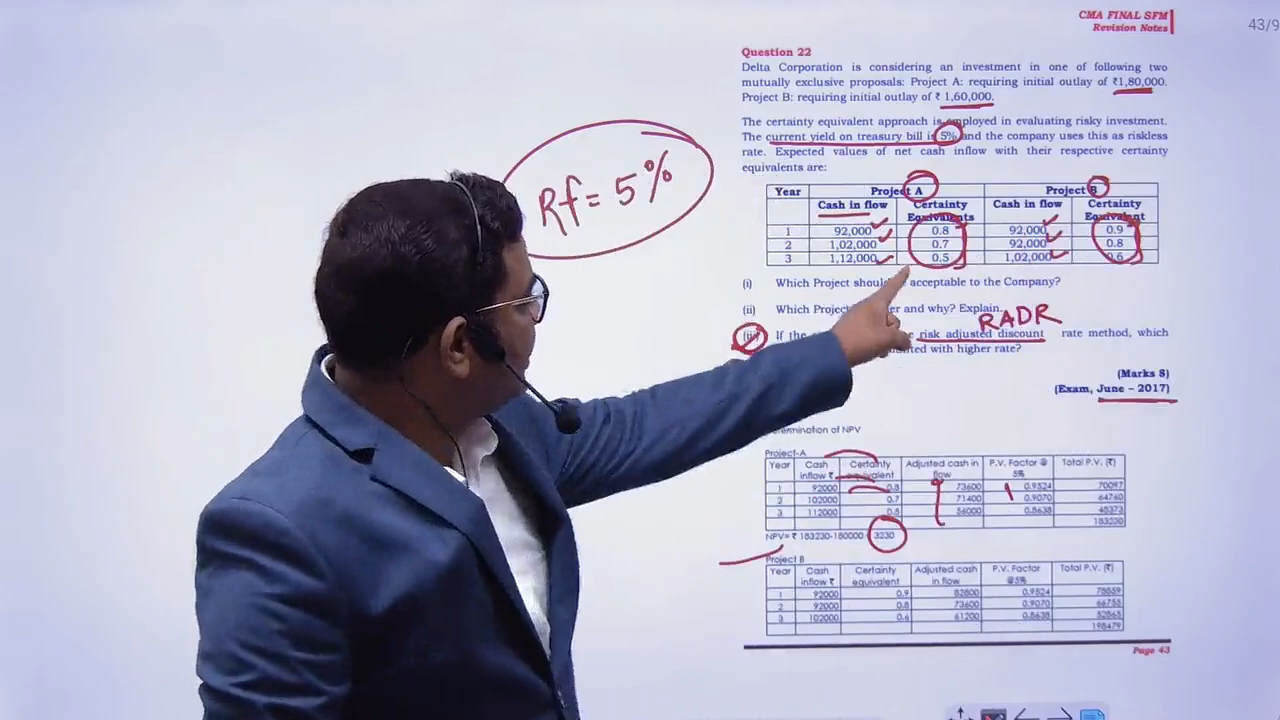 CMA FINAL SFM
Revision Notes
43/9
Question 22
Delta Corporation is considering an investment in one of following two
mutually exclusive proposals: Project A: requiring initial outlay of ₹1,80,000.
Project B: requiring initial outlay of ₹ 1,60,000.
The certainty equivalent approach is employed in evaluating risky investment.
The current yield on treasury bill is 5% and the company uses this as riskless
rate. Expected values of net cash inflow with their respective certainty
equivalents are:
Rf = 5%
Year Project A Project B
Cash in flow Certainty Equivalents Cash in flow Certainty Equivalent
1 92,000 0.8 92,000 0.9
2 1,02,000 0.7 92,000 0.8
3 1,12,000 0.5 1,02,000 0.6
(i) Which Project should acceptable to the Company?
(ii) Which Project and why? Explain.
RADR
If the risk adjusted discount rate method, which
with higher rate?
(Marks 8)
(Exam, June – 2017)
of NPV
Project-A
Year Cash inflow ₹ Certainty equivalent Adjusted cash in flow P.V. Factor @ 5% Total P.V. (₹)
1 92000 0.8 73600 0.9524 70097
2 102000 0.7 71400 0.9070 64760
3 112000 56000 0.8638 48373
183230
NPV= ₹ 183230-180000 3230
Project B
Year Cash inflow ₹ Certainty equivalent Adjusted cash in flow P.V. Factor @5% Total P.V. (₹)
1 92000 0.9 82800 0.9524 78859
2 92000 0.8 73600 0.9070 66755
3 102000 0.6 61200 0.8638 52865
198479
Page 43